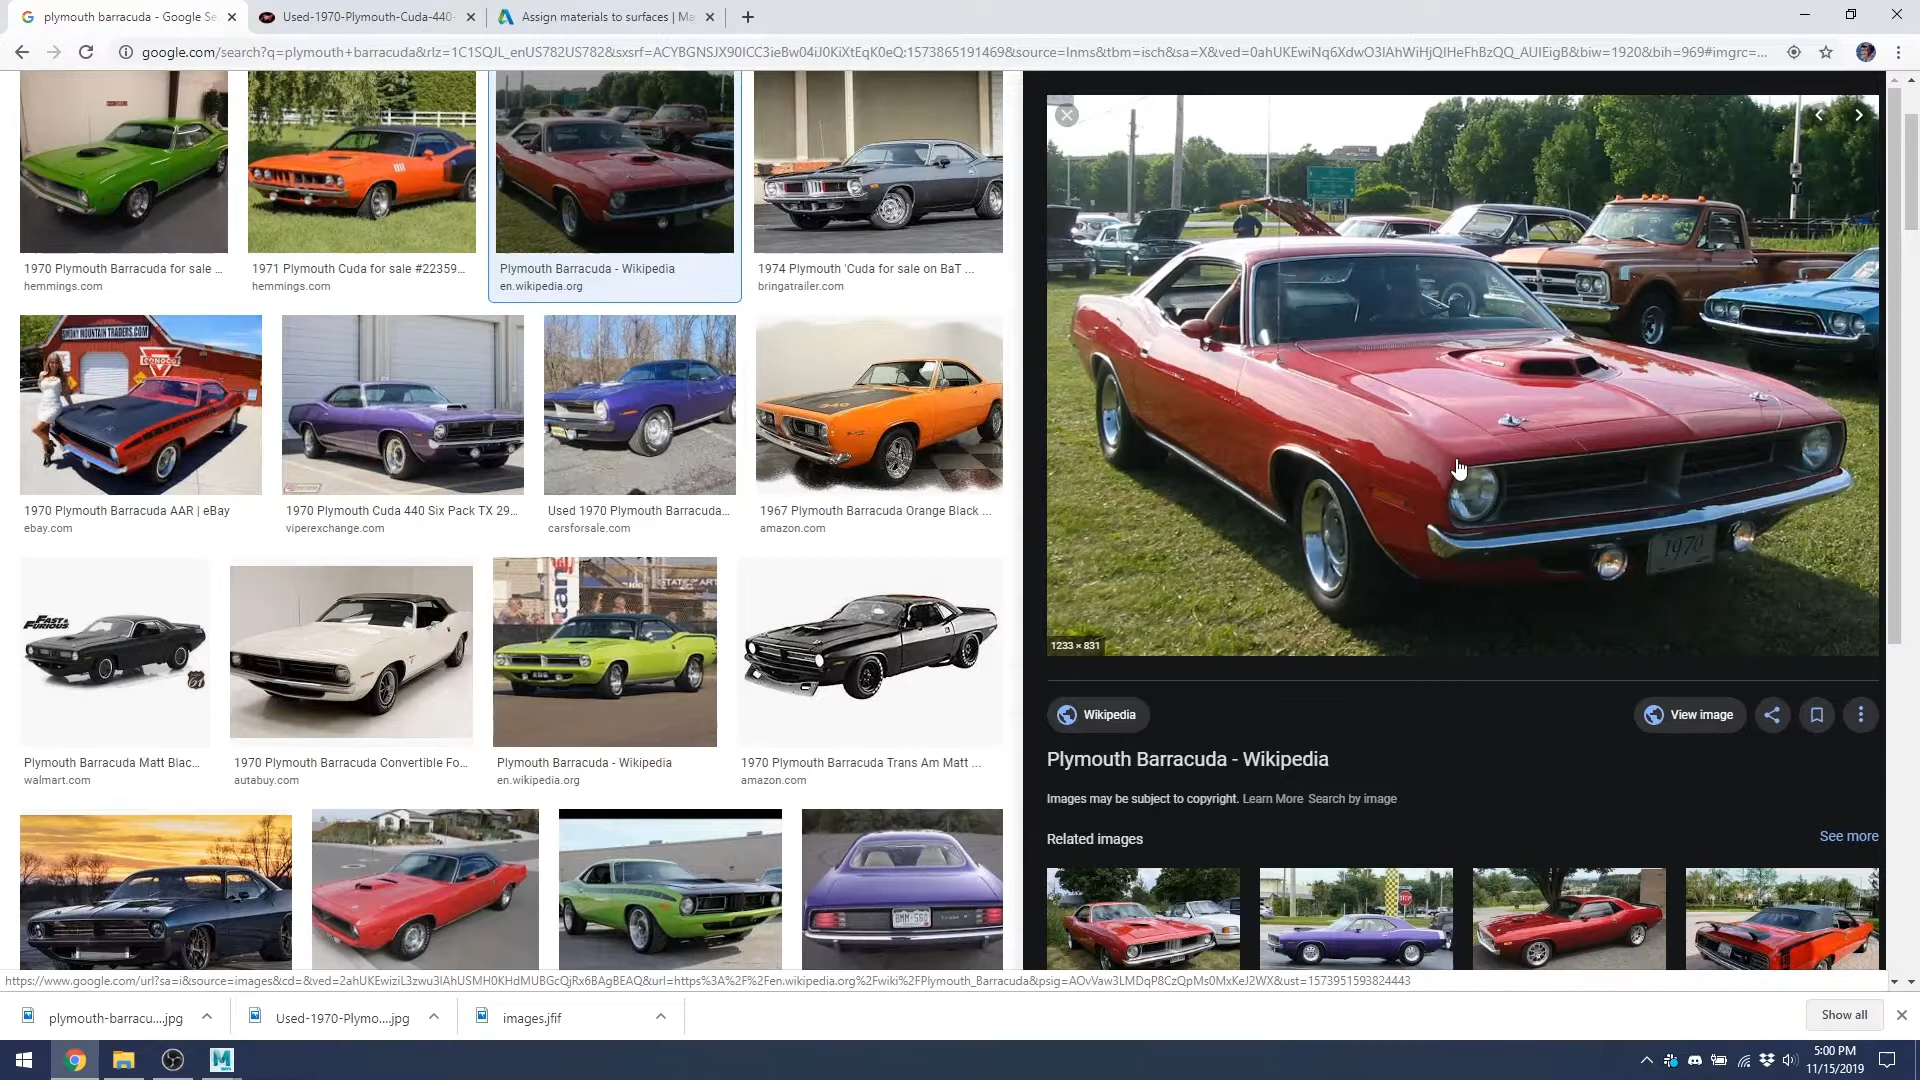 plymouth barracuda - Google Se
Used-1970-Plymouth-Cuda-440-
Assign materials to surfaces | Ma
google.com/search?q=plymouth+barracuda&rlz=1C1SQJL_enUS782US782&sxsrf=ACYBGNSJX90ICC3ieBw04iJ0KiXtEqK0eQ:1573865191469&source=lnms&tbm=isch&sa=X&ved=0ahUKEwiNq6XdwO3lAhWiHjQIHeFhBzQQ_AUIEigB&biw=1920&bih=969#imgrc=...
1970 Plymouth Barracuda for sale ...
hemmings.com
1971 Plymouth Cuda for sale #22359...
hemmings.com
Plymouth Barracuda - Wikipedia
en.wikipedia.org
1974 Plymouth 'Cuda for sale on BaT ...
bringatrailer.com
SMOKY MOUNTAIN TRADERS.COM
CONOCO
1970 Plymouth Barracuda AAR | eBay
ebay.com
1970 Plymouth Cuda 440 Six Pack TX 29...
viperexchange.com
Used 1970 Plymouth Barracuda...
carsforsale.com
1967 Plymouth Barracuda Orange Black ...
amazon.com
1970
1233 × 831
FAST & FURIOUS
Plymouth Barracuda Matt Blac...
walmart.com
1970 Plymouth Barracuda Convertible Fo...
autabuy.com
Plymouth Barracuda - Wikipedia
en.wikipedia.org
1970 Plymouth Barracuda Trans Am Matt ...
amazon.com
Wikipedia
View image
Plymouth Barracuda - Wikipedia
Images may be subject to copyright. Learn More Search by image
Related images
See more
STOP
https://www.google.com/url?sa=i&source=images&cd=&ved=2ahUKEwiziL3zwu3lAhUSMH0KHdMUBGcQjRx6BAgBEAQ&url=https%3A%2F%2Fen.wikipedia.org%2Fwiki%2FPlymouth_Barracuda&psig=AOvVaw3LMDqP8CzQpMs0MxKeJ2WX&ust=1573951593824443
plymouth-barracu....jpg
Used-1970-Plymo....jpg
images.jfif
Show all
5:00 PM
11/15/2019